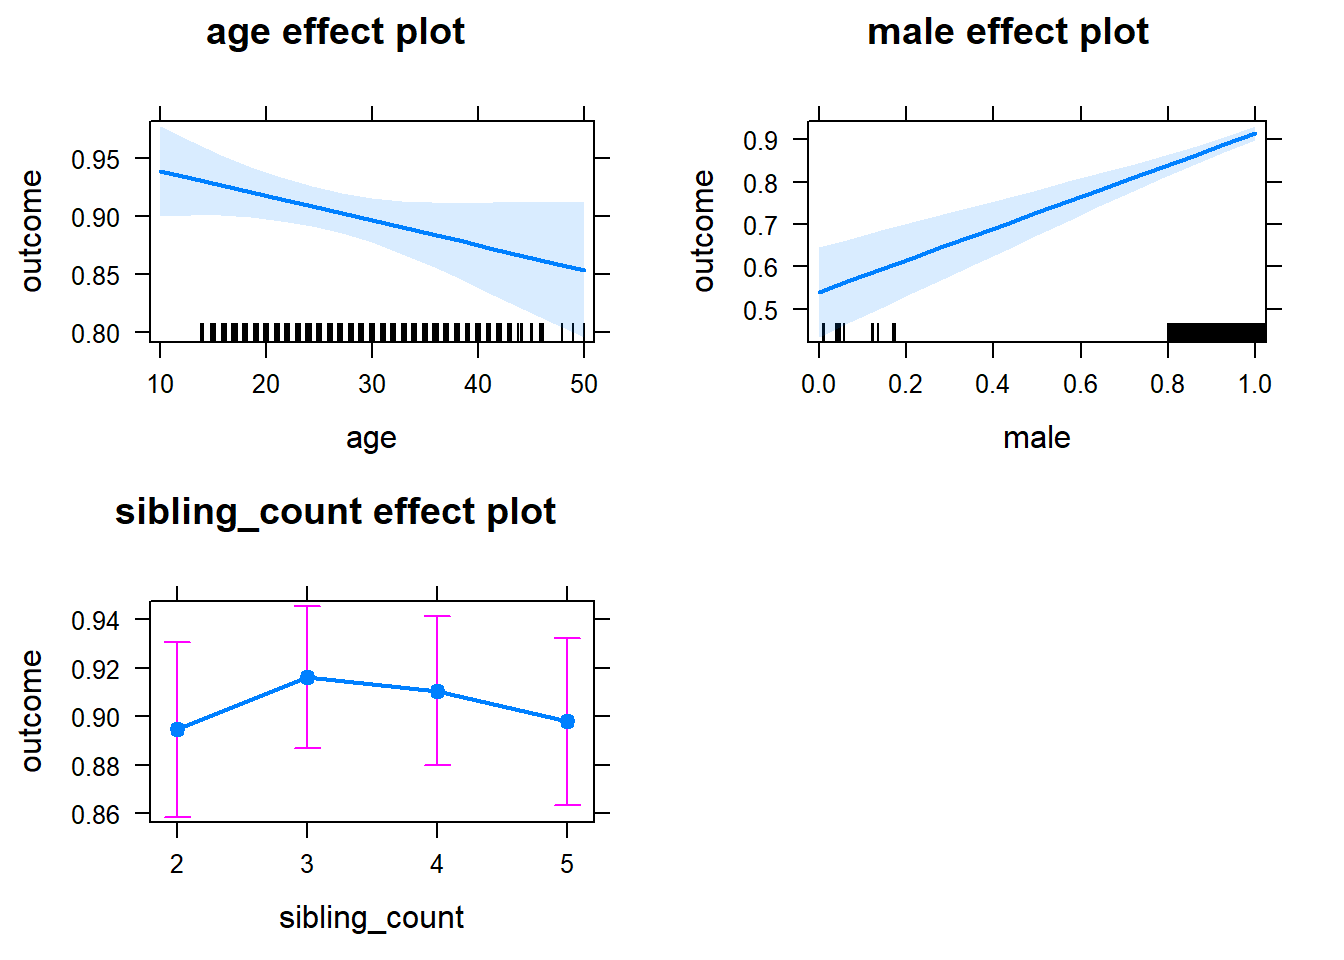 age effect plot
outcome
0.95
0.90
0.85
0.80
10 20 30 40 50
age
male effect plot
outcome
0.9
0.8
0.7
0.6
0.5
0.0 0.2 0.4 0.6 0.8 1.0
male
sibling_count effect plot
outcome
0.94
0.92
0.90
0.88
0.86
2 3 4 5
sibling_count